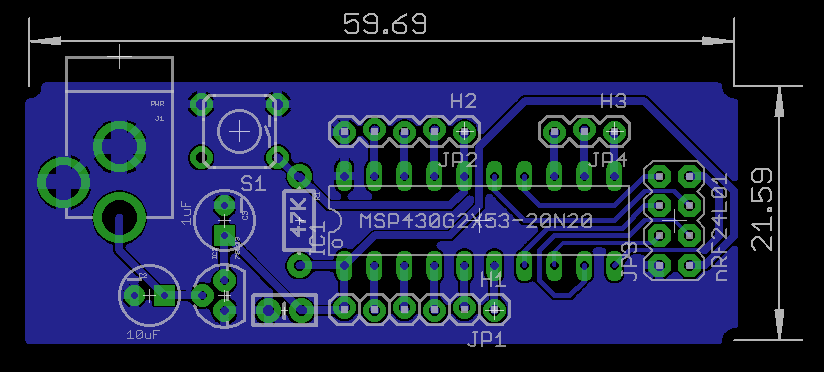 59.69
PWR
J1
H2
H3
JP2
JP4
S1
1uF
C3
47K
IC1
MSP430G2X53-20N20
21.59
nRF24L01
JP3
C2
H1
10uF
JP1